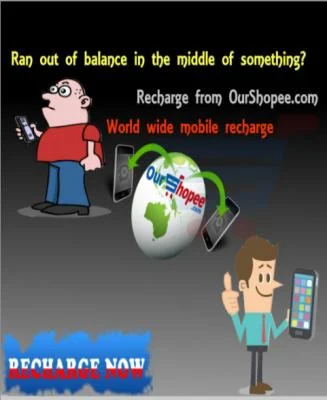 Ran out of balance in the middle of something?
Recharge from OurShopee.com
World wide mobile recharge
OurShopee
.com
RECHARGE NOW